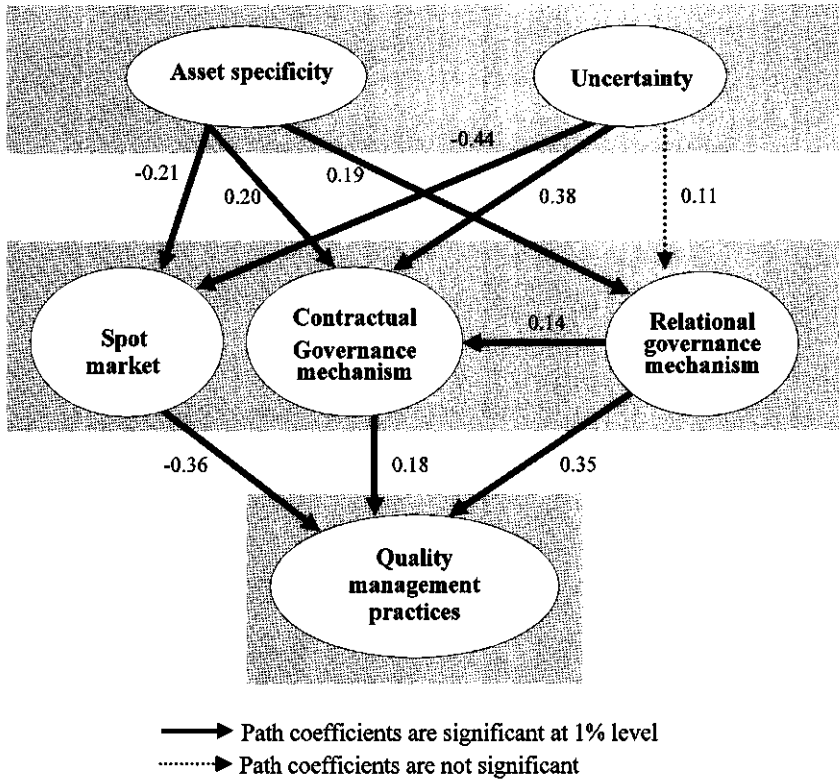 Asset specificity
Uncertainty
-0.21
0.20
0.19
-0.44
0.38
0.11
Spot
market
Contractual
Governance
mechanism
0.14
Relational
governance
mechanism
-0.36
0.18
0.35
Quality
management
practices
Path coefficients are significant at 1% level
Path coefficients are not significant